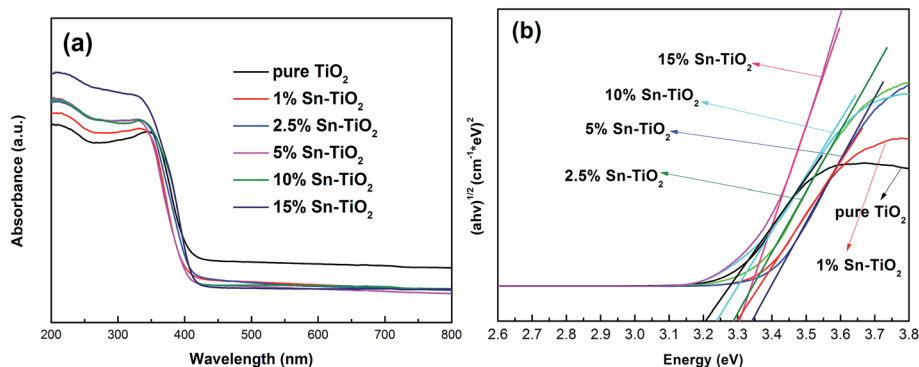 (a)
pure TiO₂
1% Sn-TiO₂
2.5% Sn-TiO₂
5% Sn-TiO₂
10% Sn-TiO₂
15% Sn-TiO₂
Absorbance (a.u.)
200 300 400 500 600 700 800
Wavelength (nm)
(b)
15% Sn-TiO₂
10% Sn-TiO₂
5% Sn-TiO₂
2.5% Sn-TiO₂
pure TiO₂
1% Sn-TiO₂
(ahv)¹ᐟ² (cm⁻¹*eV)²
2.6 2.7 2.8 2.9 3.0 3.1 3.2 3.3 3.4 3.5 3.6 3.7 3.8
Energy (eV)